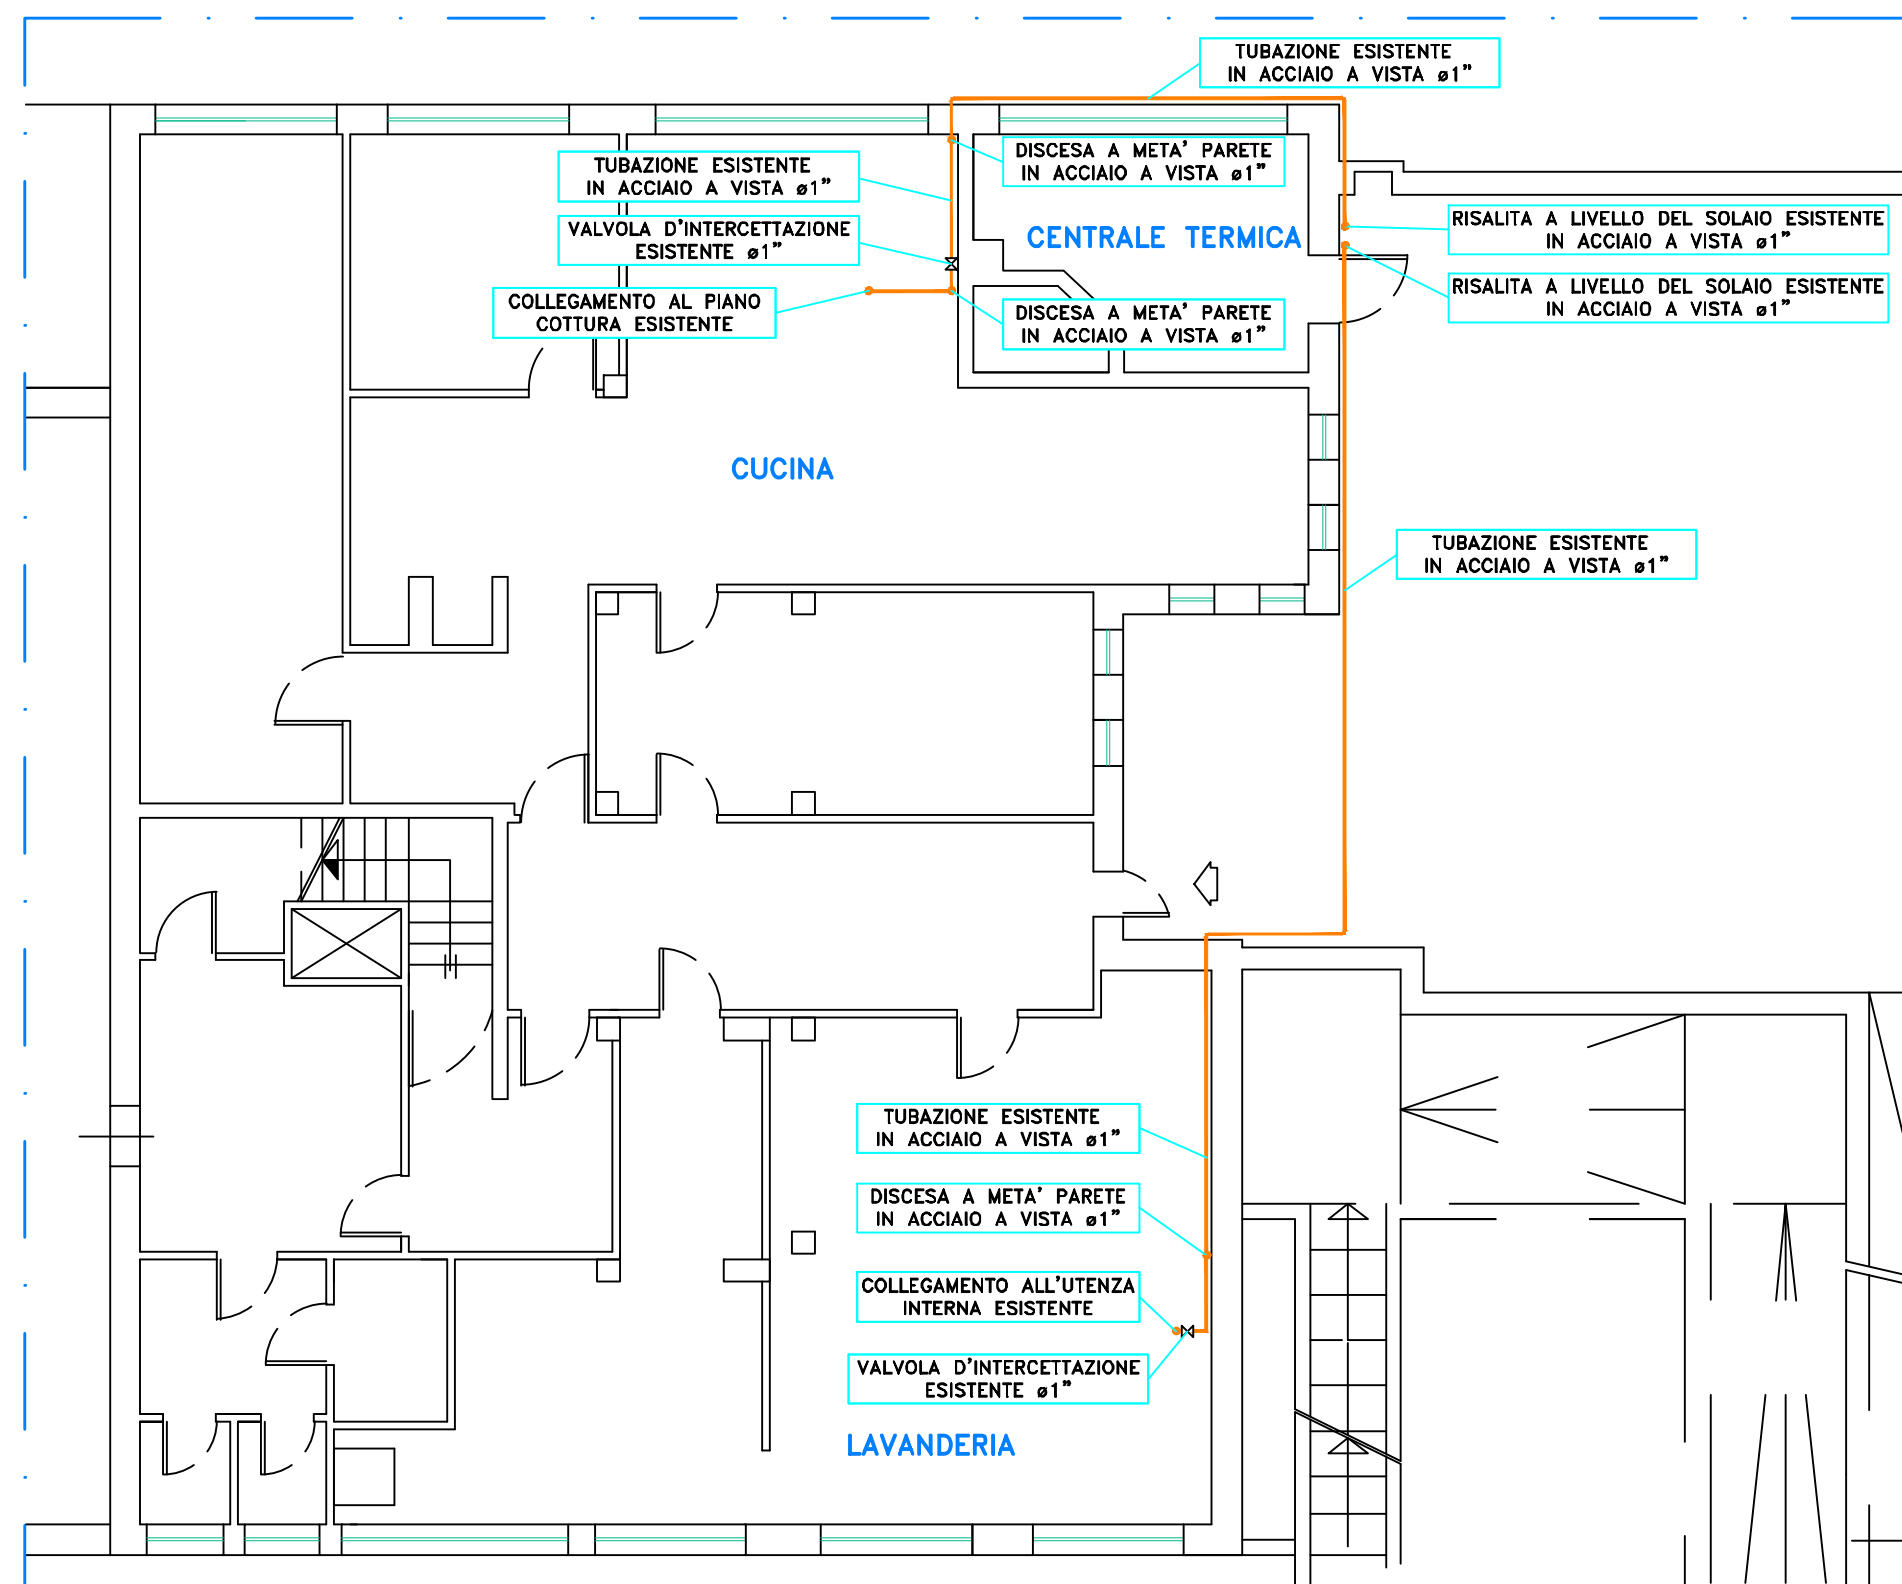 TUBAZIONE ESISTENTE
IN ACCIAIO A VISTA ø1”
DISCESA A META' PARETE
IN ACCIAIO A VISTA ø1”
TUBAZIONE ESISTENTE
IN ACCIAIO A VISTA ø1”
VALVOLA D'INTERCETTAZIONE
ESISTENTE ø1”
CENTRALE TERMICA
RISALITA A LIVELLO DEL SOLAIO ESISTENTE
IN ACCIAIO A VISTA ø1”
RISALITA A LIVELLO DEL SOLAIO ESISTENTE
IN ACCIAIO A VISTA ø1”
COLLEGAMENTO AL PIANO
COTTURA ESISTENTE
DISCESA A META' PARETE
IN ACCIAIO A VISTA ø1”
CUCINA
TUBAZIONE ESISTENTE
IN ACCIAIO A VISTA ø1”
TUBAZIONE ESISTENTE
IN ACCIAIO A VISTA ø1”
DISCESA A META' PARETE
IN ACCIAIO A VISTA ø1”
COLLEGAMENTO ALL'UTENZA
INTERNA ESISTENTE
VALVOLA D'INTERCETTAZIONE
ESISTENTE ø1”
LAVANDERIA